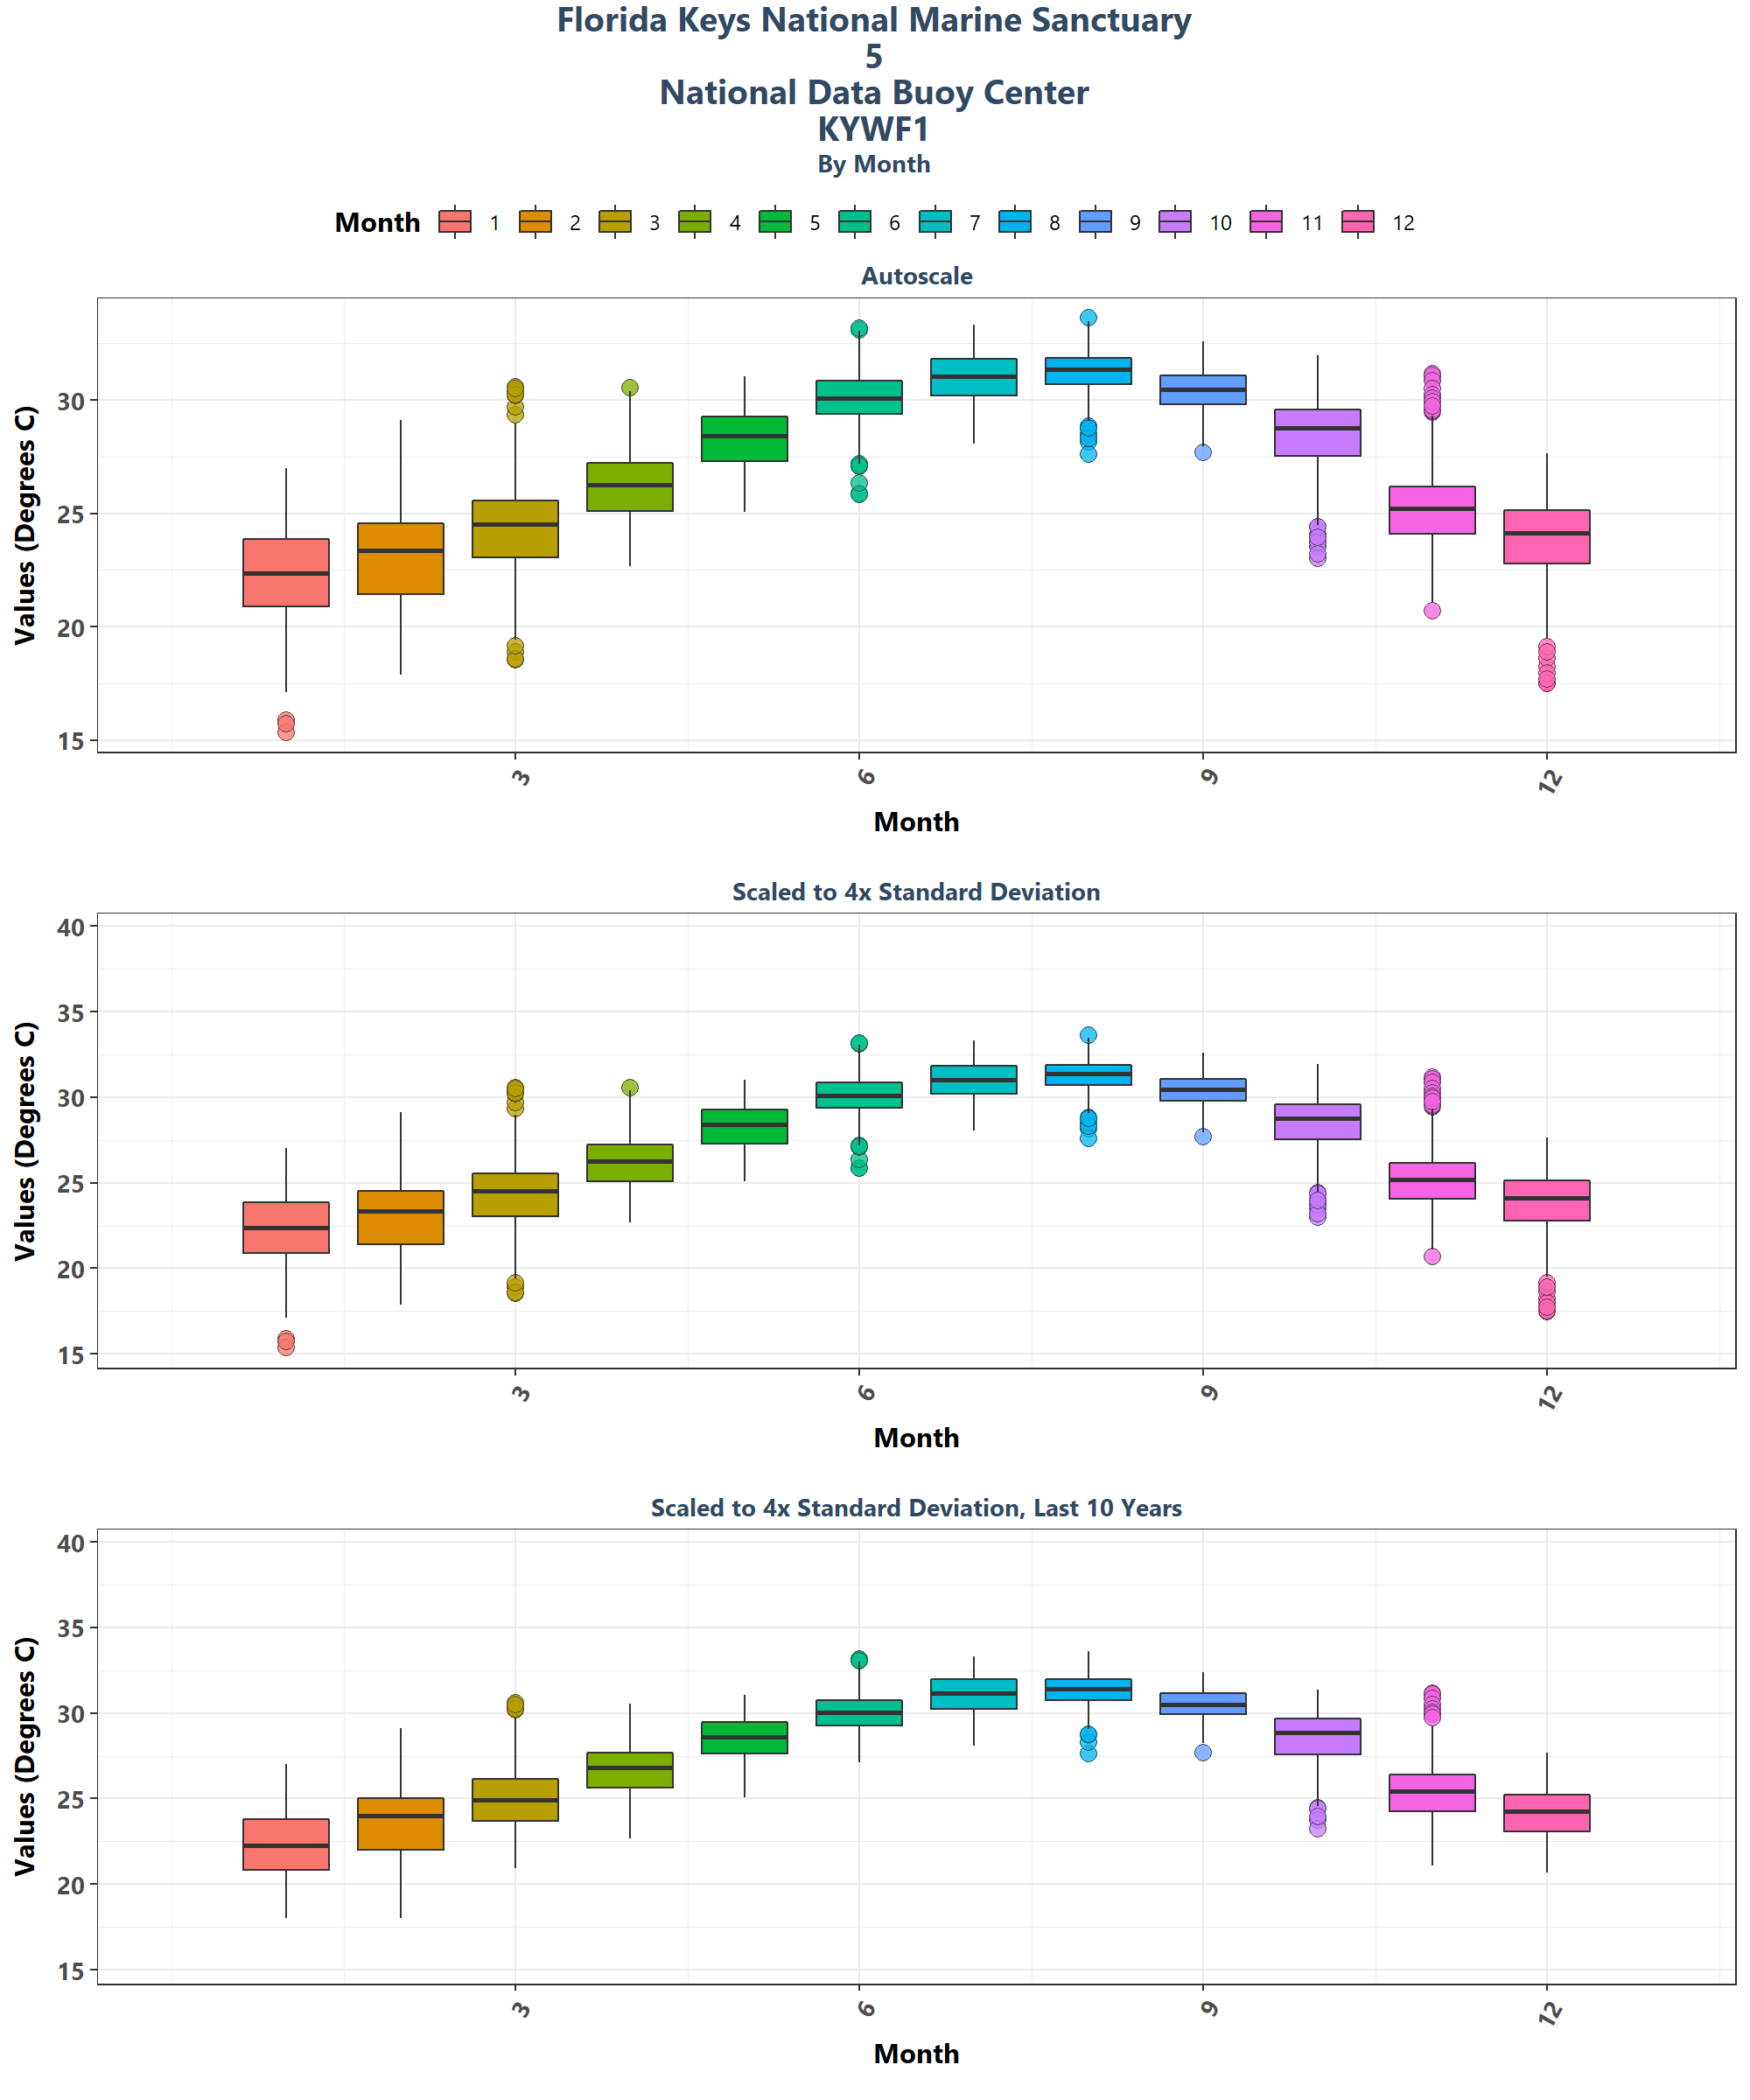 Florida Keys National Marine Sanctuary
5
National Data Buoy Center
KYWF1
By Month
Month 1 2 3 4 5 6 7 8 9 10 11 12
Autoscale
Values (Degrees C)
30
25
20
15
3 6 9 12
Month
Scaled to 4x Standard Deviation
Values (Degrees C)
40
35
30
25
20
15
3 6 9 12
Month
Scaled to 4x Standard Deviation, Last 10 Years
Values (Degrees C)
40
35
30
25
20
15
3 6 9 12
Month